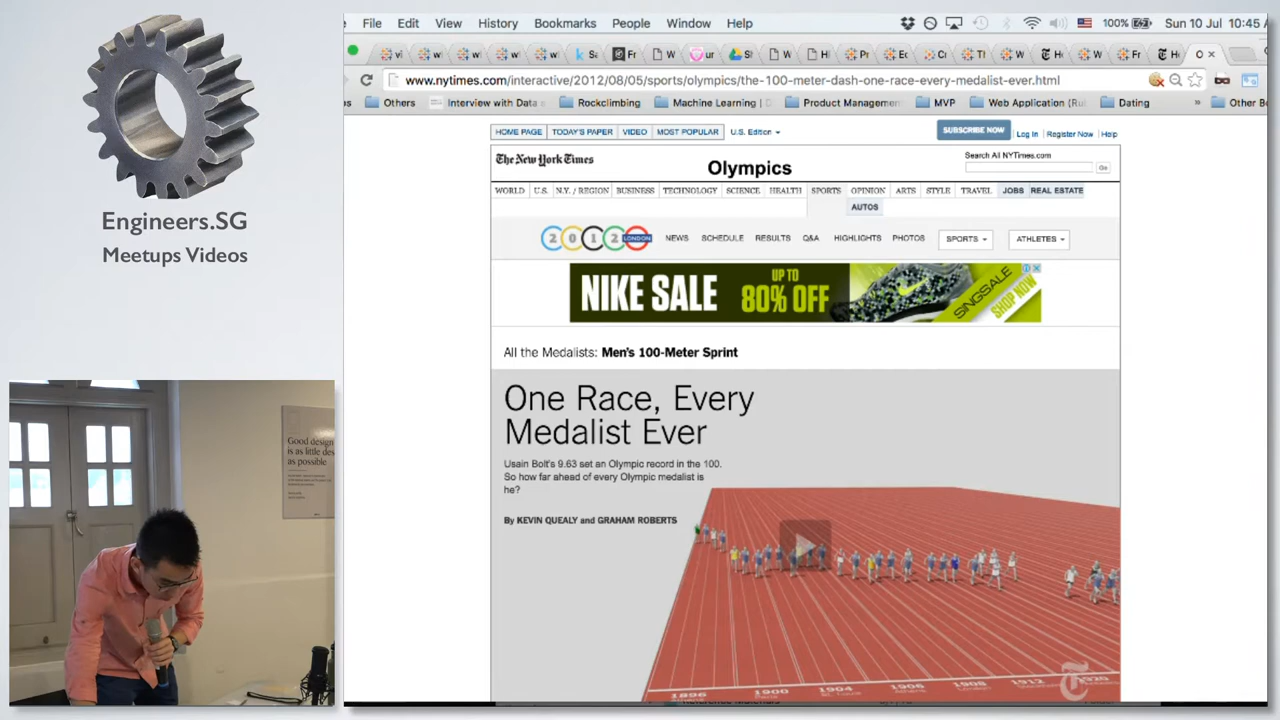 Engineers.SG
Meetups Videos
Good design
is as little des
as possible
File Edit View History Bookmarks People Window Help
100%
Sun 10 Jul 10:45
www.nytimes.com/interactive/2012/08/05/sports/olympics/the-100-meter-dash-one-race-every-medalist-ever.html
Others
Interview with Data
Rockclimbing
Machine Learning |
Product Managemen
MVP
Web Application (Ru
Dating
»
Other Bo
HOME PAGE TODAY'S PAPER VIDEO MOST POPULAR U.S. Edition
SUBSCRIBE NOW Log In Register Now Help
The New York Times
Olympics
Search All NYTimes.com
Go
WORLD U.S. N.Y. / REGION BUSINESS TECHNOLOGY SCIENCE HEALTH SPORTS OPINION ARTS STYLE TRAVEL JOBS REAL ESTATE
AUTOS
2012 LONDON NEWS SCHEDULE RESULTS Q&A HIGHLIGHTS PHOTOS SPORTS ATHLETES
NIKE SALE UP TO 80% OFF SINGSALE SHOP NOW
All the Medalists: Men's 100-Meter Sprint
One Race, Every
Medalist Ever
Usain Bolt's 9.63 set an Olympic record in the 100.
So how far ahead of every Olympic medalist is
he?
By KEVIN QUEALY and GRAHAM ROBERTS
1896 1900 1904 1906 1908 1912